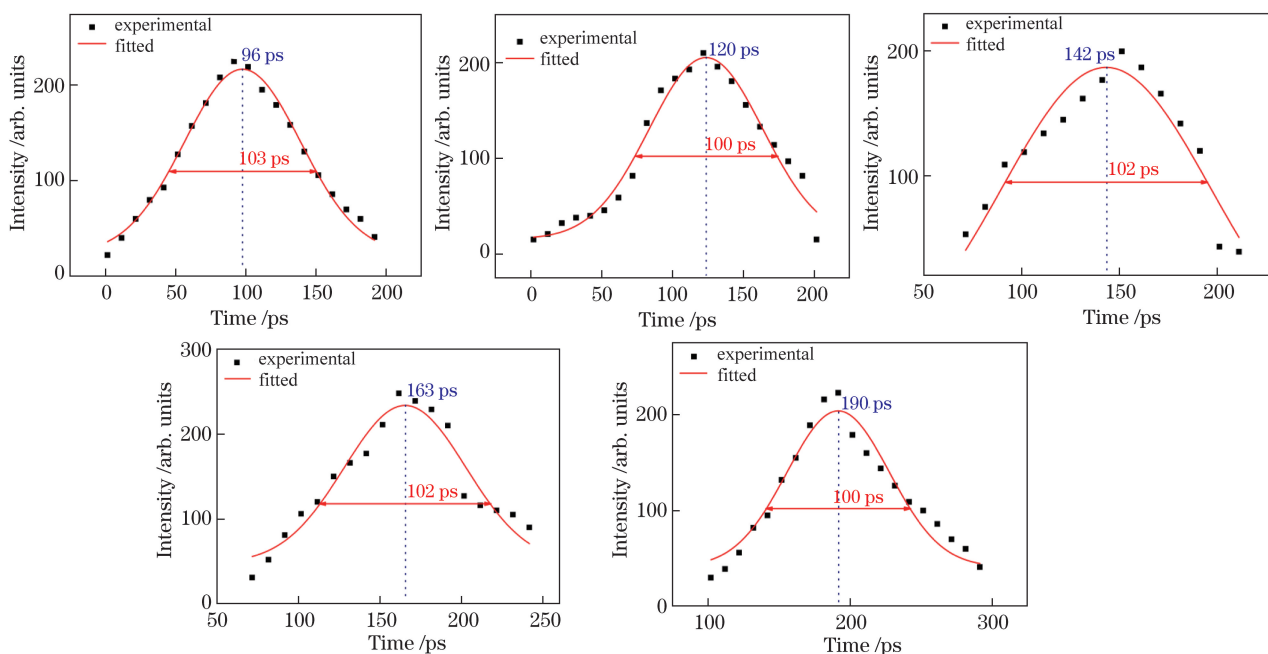 experimental
fitted
96 ps
103 ps
Intensity /arb. units
200
100
0
0
50
100
150
200
Time /ps
experimental
fitted
120 ps
100 ps
Intensity /arb. units
200
100
0
0
50
100
150
200
Time /ps
experimental
fitted
142 ps
102 ps
Intensity /arb. units
200
100
50
100
150
200
Time /ps
experimental
fitted
163 ps
102 ps
Intensity /arb. units
300
200
100
0
50
100
150
200
250
Time /ps
experimental
fitted
190 ps
100 ps
Intensity /arb. units
200
100
0
100
200
300
Time /ps